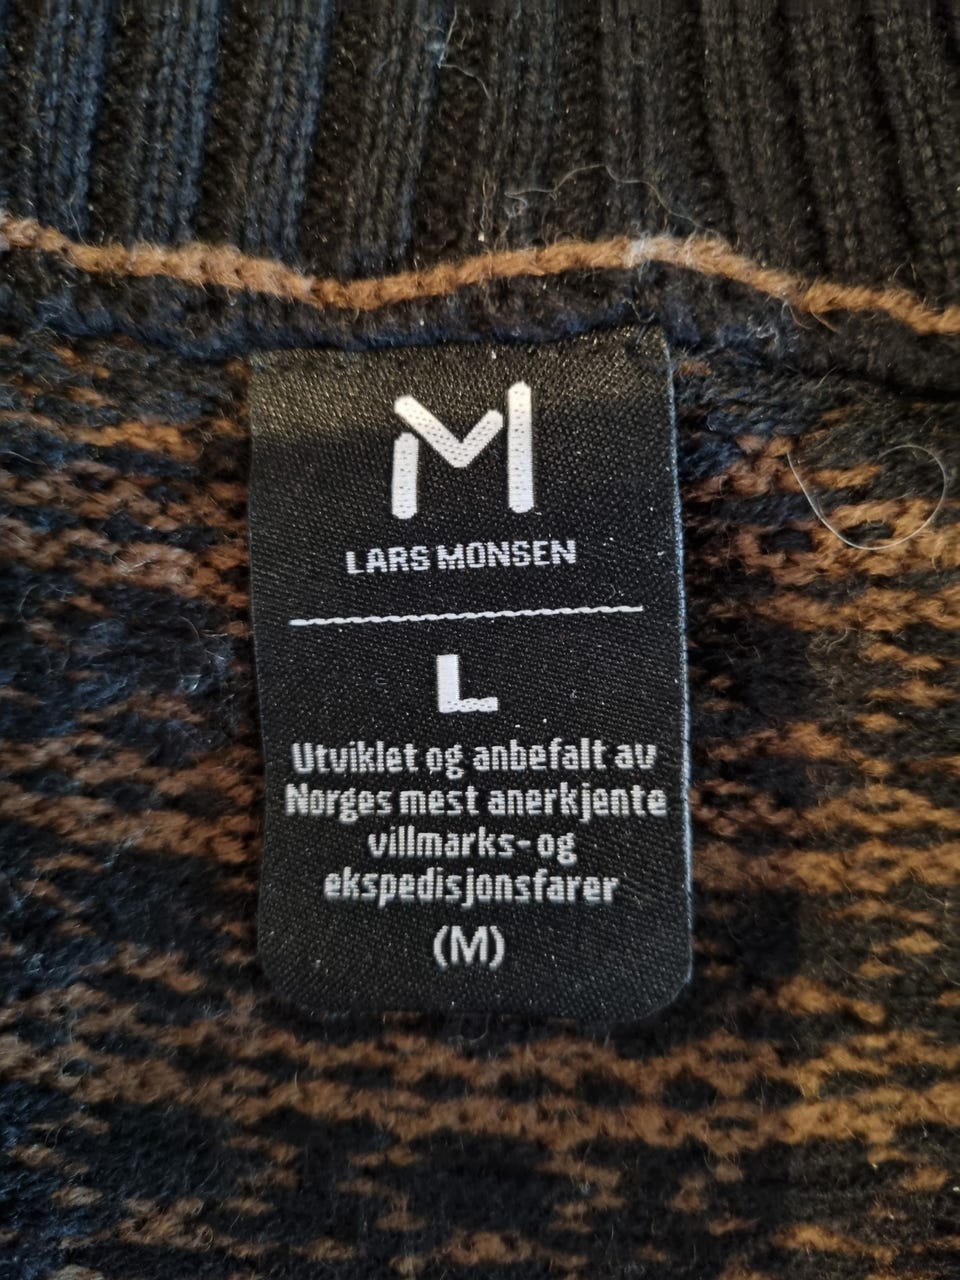 M
LARS MONSEN
L
Utviklet og anbefalt av
Norges mest anerkjente
villmarks- og
ekspedisjonsfarer
(M)